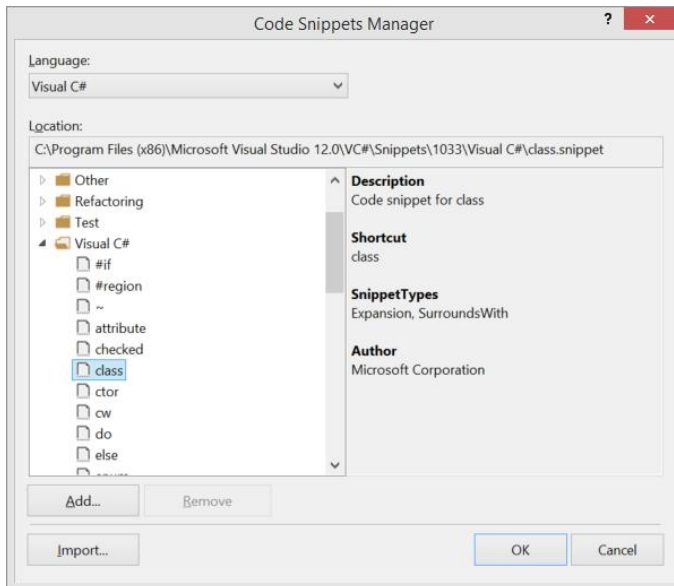 Code Snippets Manager
?
Language:
Visual C#
Location:
C:\Program Files (x86)\Microsoft Visual Studio 12.0\VC#\Snippets\1033\Visual C#\class.snippet
Other
Refactoring
Test
Visual C#
#if
#region
~
attribute
checked
class
ctor
cw
do
else
Description
Code snippet for class
Shortcut
class
SnippetTypes
Expansion, SurroundsWith
Author
Microsoft Corporation
Add...
Remove
Import...
OK
Cancel